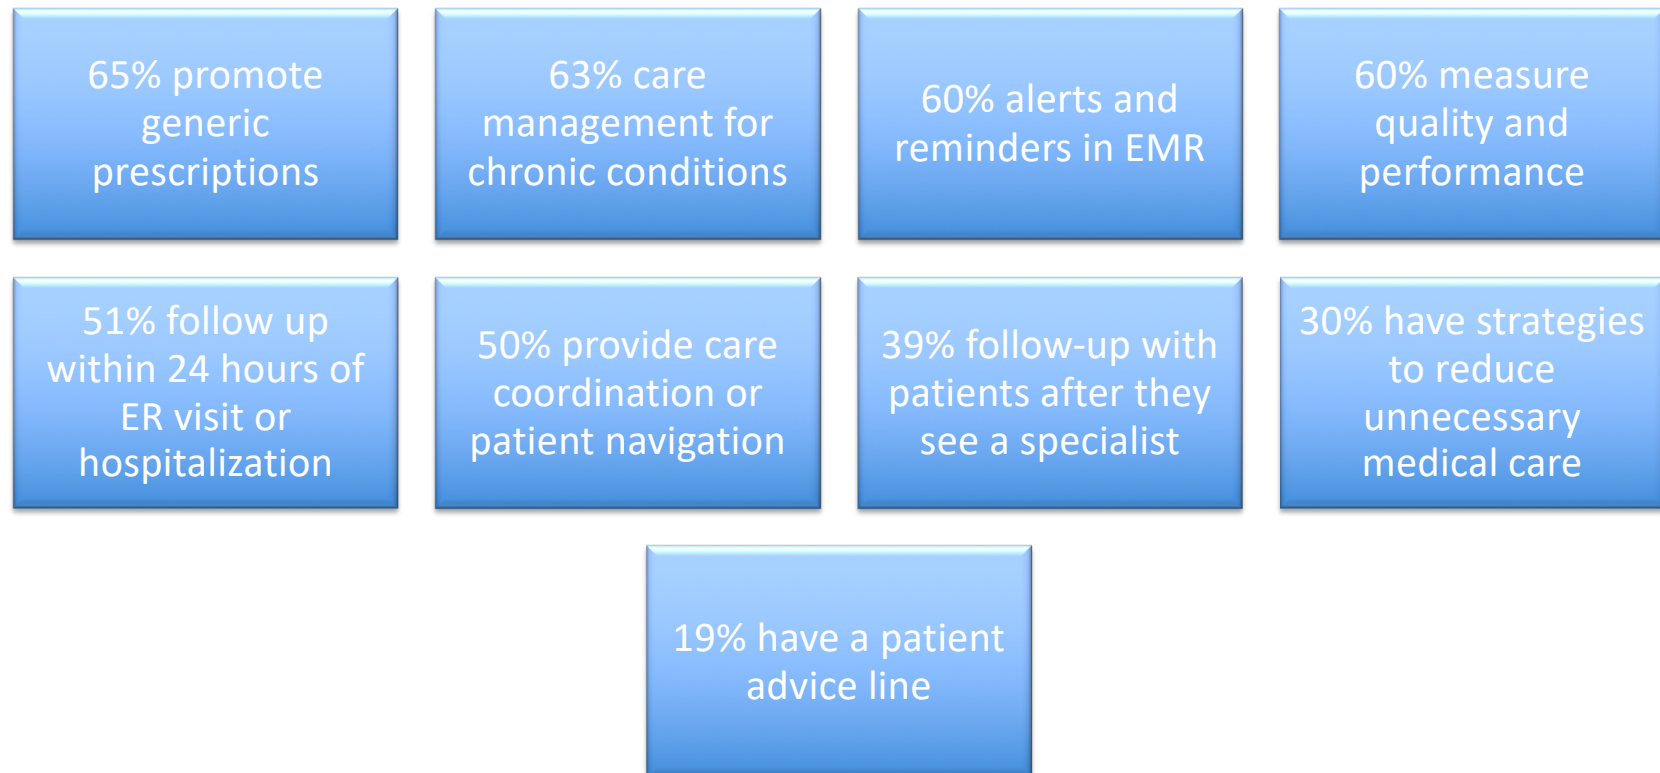 65% promote
generic
prescriptions
63% care
management for
chronic conditions
60% alerts and
reminders in EMR
60% measure
quality and
performance
51% follow up
within 24 hours of
ER visit or
hospitalization
50% provide care
coordination or
patient navigation
39% follow-up with
patients after they
see a specialist
30% have strategies
to reduce
unnecessary
medical care
19% have a patient
advice line